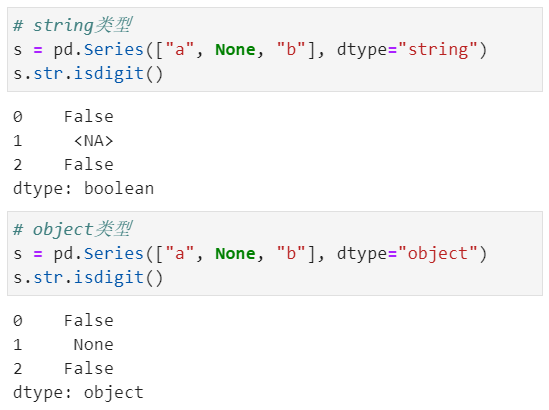 # string类型
s = pd.Series(["a", None, "b"], dtype="string")
s.str.isdigit()
0    False
1     <NA>
2    False
dtype: boolean
# object类型
s = pd.Series(["a", None, "b"], dtype="object")
s.str.isdigit()
0    False
1     None
2    False
dtype: object